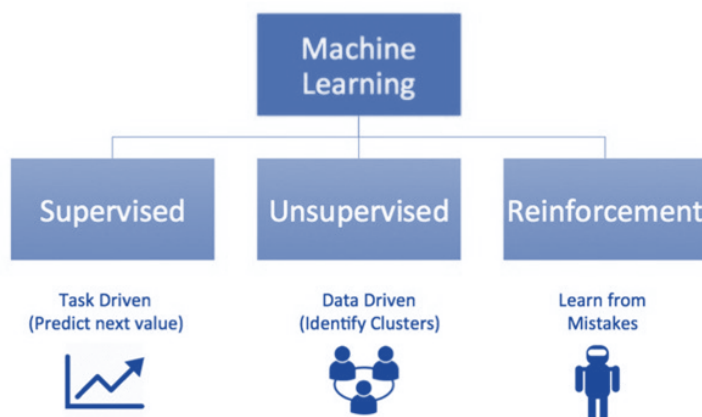 Machine
Learning
Supervised
Unsupervised
Reinforcement
Task Driven
(Predict next value)
Data Driven
(Identify Clusters)
Learn from
Mistakes